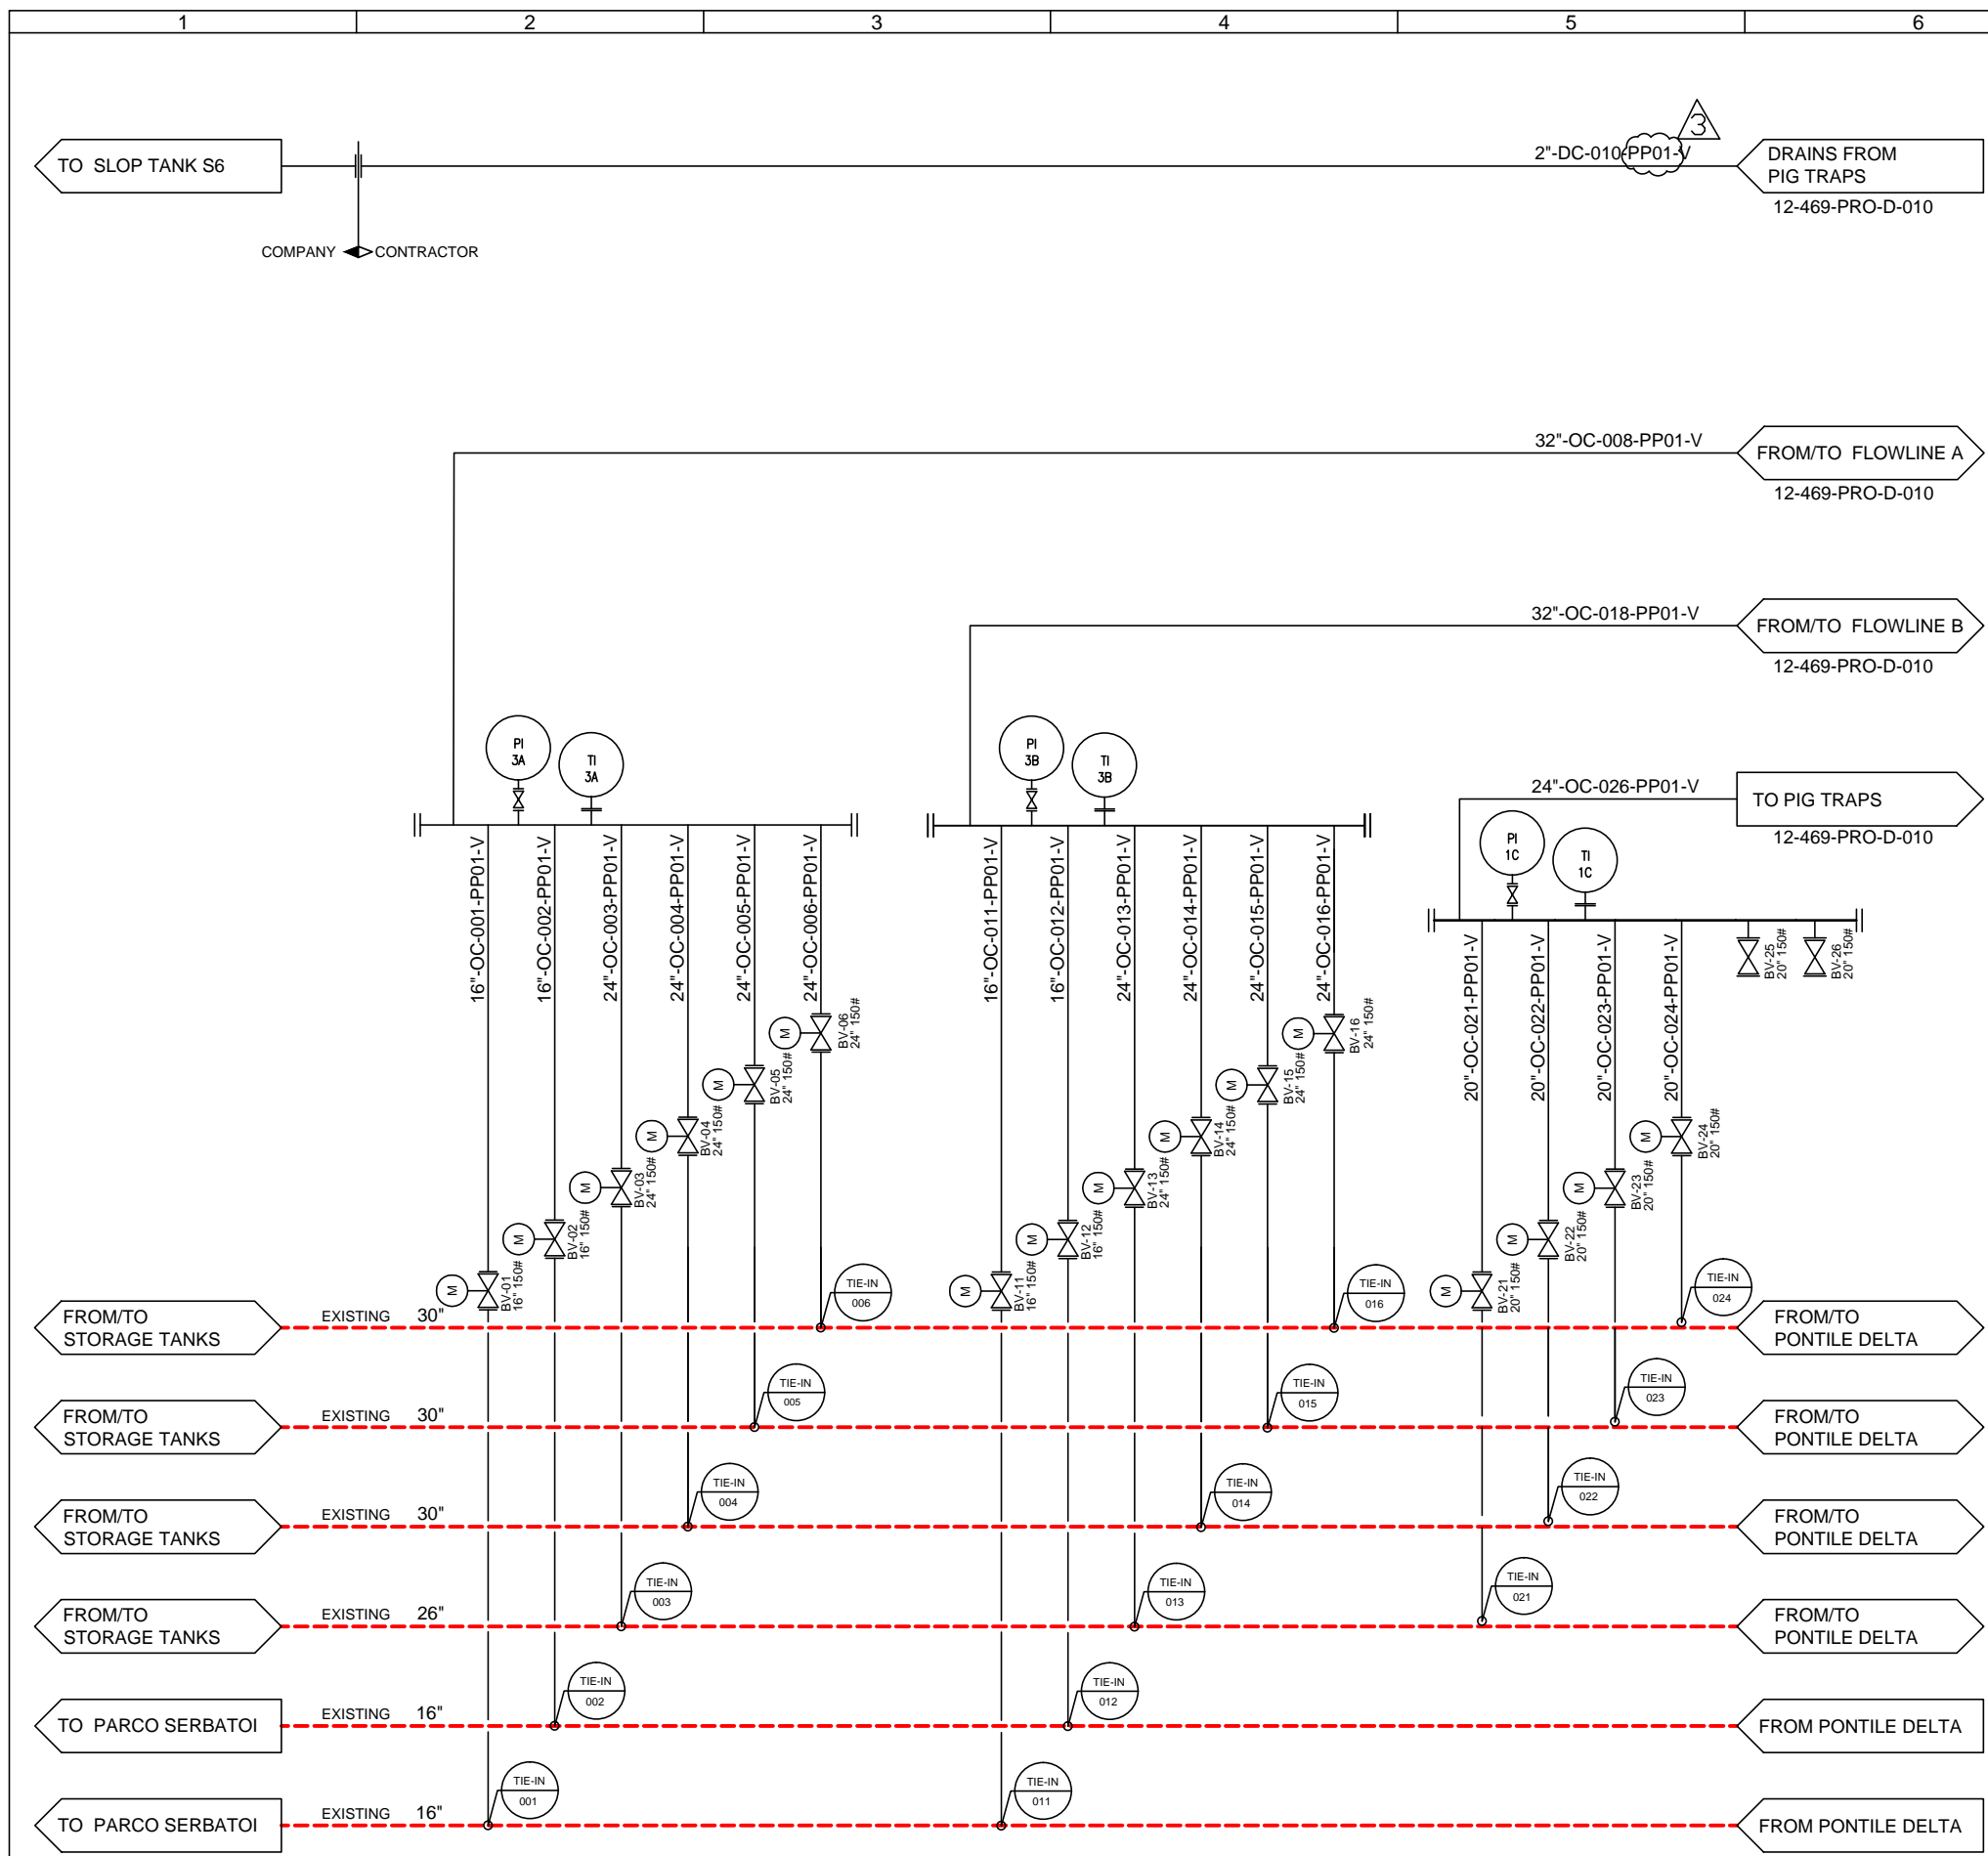 1 2 3 4 5 6
3
TO SLOP TANK S6
2"-DC-010-PP01-V
DRAINS FROM
PIG TRAPS
12-469-PRO-D-010
COMPANY CONTRACTOR
32"-OC-008-PP01-V
FROM/TO FLOWLINE A
12-469-PRO-D-010
32"-OC-018-PP01-V
FROM/TO FLOWLINE B
12-469-PRO-D-010
PI
3A
TI
3A
PI
3B
TI
3B
24"-OC-026-PP01-V
TO PIG TRAPS
12-469-PRO-D-010
PI
1C
TI
1C
16"-OC-001-PP01-V
16"-OC-002-PP01-V
24"-OC-003-PP01-V
24"-OC-004-PP01-V
24"-OC-005-PP01-V
24"-OC-006-PP01-V
16"-OC-011-PP01-V
16"-OC-012-PP01-V
24"-OC-013-PP01-V
24"-OC-014-PP01-V
24"-OC-015-PP01-V
24"-OC-016-PP01-V
20"-OC-021-PP01-V
20"-OC-022-PP01-V
20"-OC-023-PP01-V
20"-OC-024-PP01-V
BV-25
20" 150#
BV-26
20" 150#
M
BV-01
16" 150#
M
BV-02
16" 150#
M
BV-03
24" 150#
M
BV-04
24" 150#
M
BV-05
24" 150#
M
BV-06
24" 150#
M
BV-11
16" 150#
M
BV-12
16" 150#
M
BV-13
24" 150#
M
BV-14
24" 150#
M
BV-15
24" 150#
M
BV-16
24" 150#
M
BV-21
20" 150#
M
BV-22
20" 150#
M
BV-23
20" 150#
M
BV-24
20" 150#
FROM/TO
STORAGE TANKS
EXISTING 30"
TIE-IN
006
TIE-IN
016
TIE-IN
024
FROM/TO
PONTILE DELTA
FROM/TO
STORAGE TANKS
EXISTING 30"
TIE-IN
005
TIE-IN
015
TIE-IN
023
FROM/TO
PONTILE DELTA
FROM/TO
STORAGE TANKS
EXISTING 30"
TIE-IN
004
TIE-IN
014
TIE-IN
022
FROM/TO
PONTILE DELTA
FROM/TO
STORAGE TANKS
EXISTING 26"
TIE-IN
003
TIE-IN
013
TIE-IN
021
FROM/TO
PONTILE DELTA
TO PARCO SERBATOI
EXISTING 16"
TIE-IN
002
TIE-IN
012
FROM PONTILE DELTA
TO PARCO SERBATOI
EXISTING 16"
TIE-IN
001
TIE-IN
011
FROM PONTILE DELTA